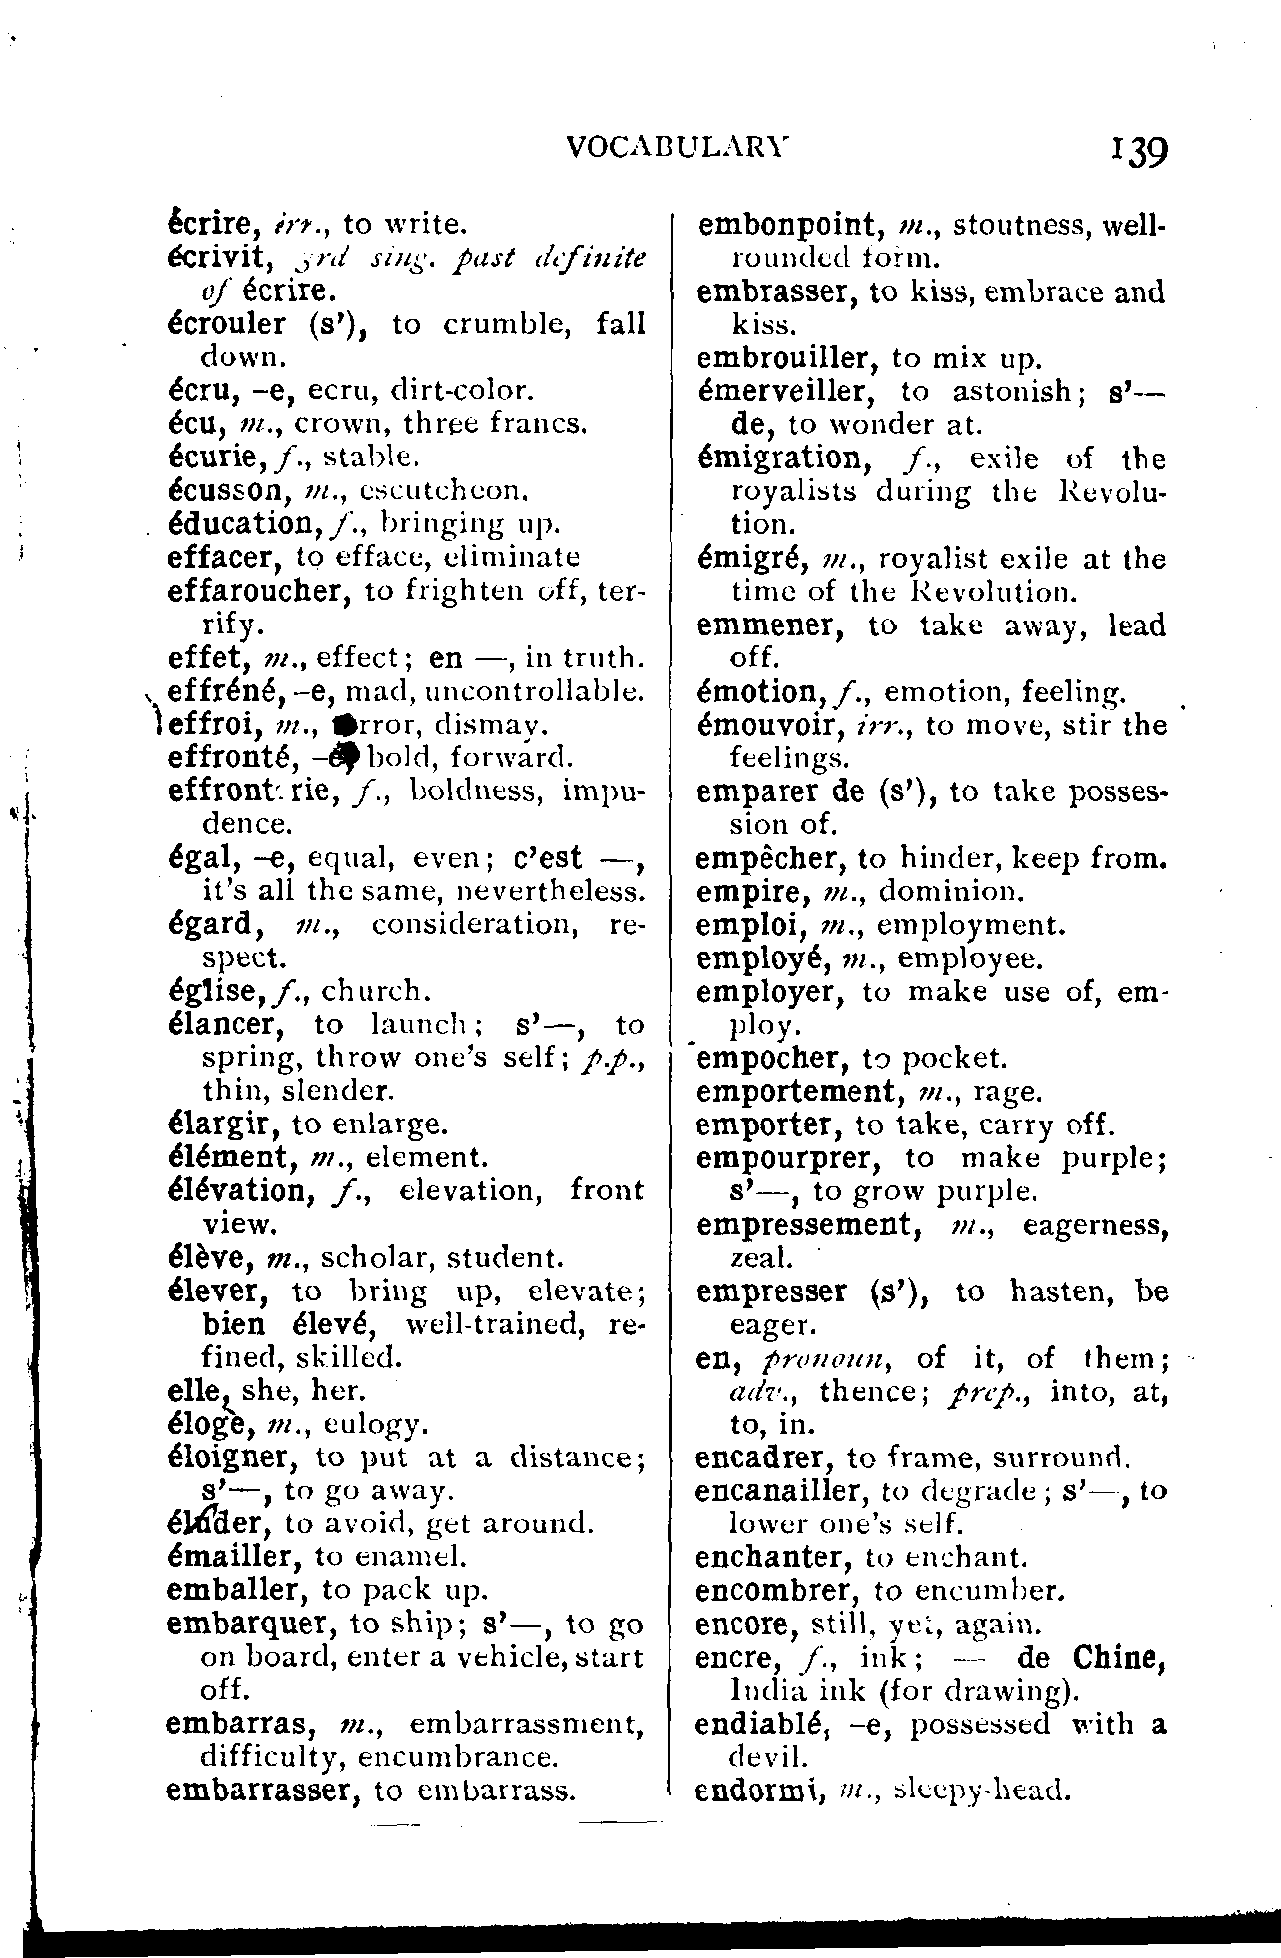 VOCABULARY 139
écrire, irr., to write.
écrivit, 3rd sing. past definite
of écrire.
écrouler (s'), to crumble, fall
down.
écru, –e, ecru, dirt-color.
écu, m., crown, three francs.
écurie, f., stable.
écusson, m., escutcheon.
éducation, f., bringing up.
effacer, to efface, eliminate
effaroucher, to frighten off, ter-
rify.
effet, m., effect; en —, in truth.
effréné, –e, mad, uncontrollable.
effroi, m., dismay.
effronté, –e, bold, forward.
effronterie, f., boldness, impu-
dence.
égal, –e, equal, even; c'est —,
it's all the same, nevertheless.
égard, m., consideration, re-
spect.
église, f., church.
élancer, to launch; s'—, to
spring, throw one's self; p.p.,
thin, slender.
élargir, to enlarge.
élément, m., element.
élévation, f., elevation, front
view.
élève, m., scholar, student.
élever, to bring up, elevate;
bien élevé, well-trained, re-
fined, skilled.
elle, she, her.
éloge, m., eulogy.
éloigner, to put at a distance;
s'—, to go away.
éluder, to avoid, get around.
émailler, to enamel.
emballer, to pack up.
embarquer, to ship; s'—, to go
on board, enter a vehicle, start
off.
embarras, m., embarrassment,
difficulty, encumbrance.
embarrasser, to embarrass.
embonpoint, m., stoutness, well-
rounded form.
embrasser, to kiss, embrace and
kiss.
embrouiller, to mix up.
émerveiller, to astonish; s'—
de, to wonder at.
émigration, f., exile of the
royalists during the Revolu-
tion.
émigré, m., royalist exile at the
time of the Revolution.
emmener, to take away, lead
off.
émotion, f., emotion, feeling.
émouvoir, irr., to move, stir the
feelings.
emparer de (s'), to take posses-
sion of.
empêcher, to hinder, keep from.
empire, m., dominion.
emploi, m., employment.
employé, m., employee.
employer, to make use of, em-
ploy.
empocher, to pocket.
emportement, m., rage.
emporter, to take, carry off.
empourprer, to make purple;
s'—, to grow purple.
empressement, m., eagerness,
zeal.
empresser (s'), to hasten, be
eager.
en, pronoun, of it, of them;
adv., thence; prep., into, at,
to, in.
encadrer, to frame, surround.
encanailler, to degrade; s'—, to
lower one's self.
enchanter, to enchant.
encombrer, to encumber.
encore, still, yet, again.
encre, f., ink; — de Chine,
India ink (for drawing).
endiablé, –e, possessed with a
devil.
endormi, m., sleepy-head.